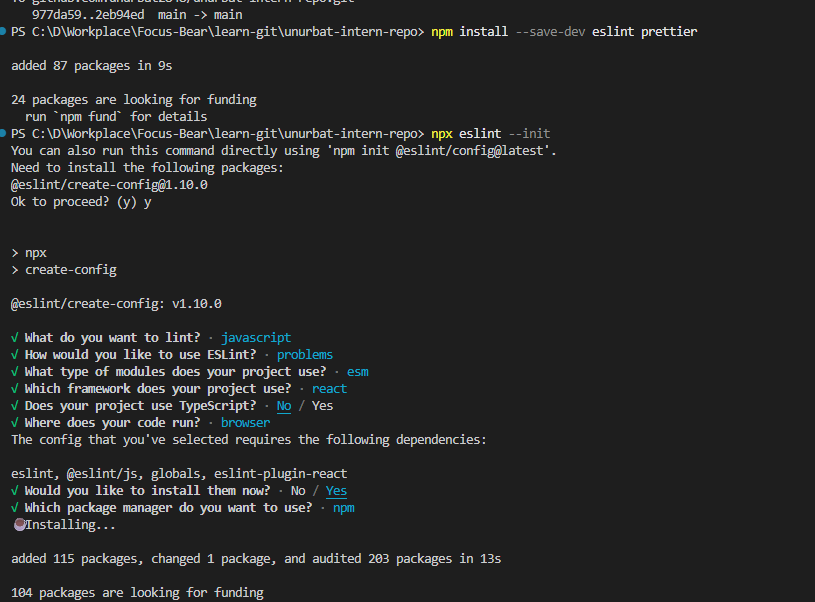 977da59..2eb94ed  main -> main
PS C:\D\Workplace\Focus-Bear\learn-git\unurbat-intern-repo> npm install --save-dev eslint prettier
added 87 packages in 9s
24 packages are looking for funding
  run `npm fund` for details
PS C:\D\Workplace\Focus-Bear\learn-git\unurbat-intern-repo> npx eslint --init
You can also run this command directly using 'npm init @eslint/config@latest'.
Need to install the following packages:
@eslint/create-config@1.10.0
Ok to proceed? (y) y
> npx
> create-config
@eslint/create-config: v1.10.0
√ What do you want to lint? · javascript
√ How would you like to use ESLint? · problems
√ What type of modules does your project use? · esm
√ Which framework does your project use? · react
√ Does your project use TypeScript? · No / Yes
√ Where does your code run? · browser
The config that you've selected requires the following dependencies:
eslint, @eslint/js, globals, eslint-plugin-react
√ Would you like to install them now? · No / Yes
√ Which package manager do you want to use? · npm
☕Installing...
added 115 packages, changed 1 package, and audited 203 packages in 13s
104 packages are looking for funding